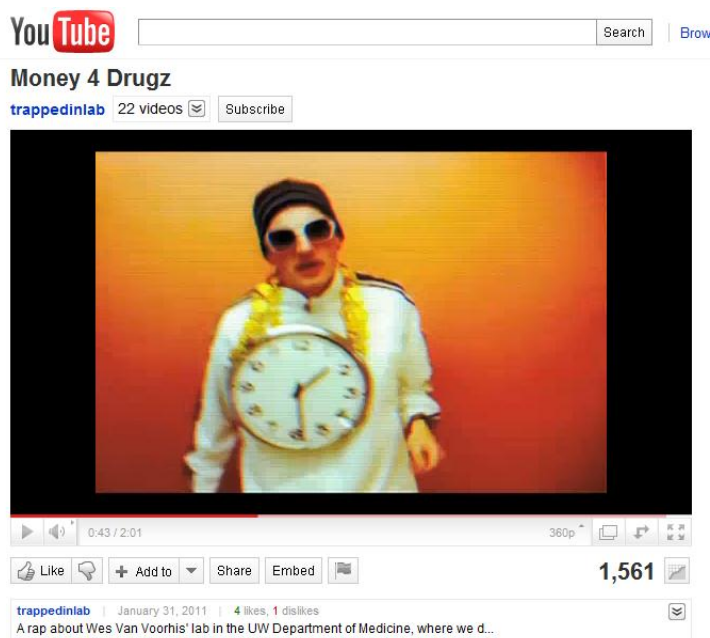 YouTube Search Brow
Money 4 Drugz
trappedinlab 22 videos Subscribe
0:43 / 2:01 360p
Like Add to Share Embed 1,561
trappedinlab | January 31, 2011 | 4 likes, 1 dislikes
A rap about Wes Van Voorhis' lab in the UW Department of Medicine, where we d...